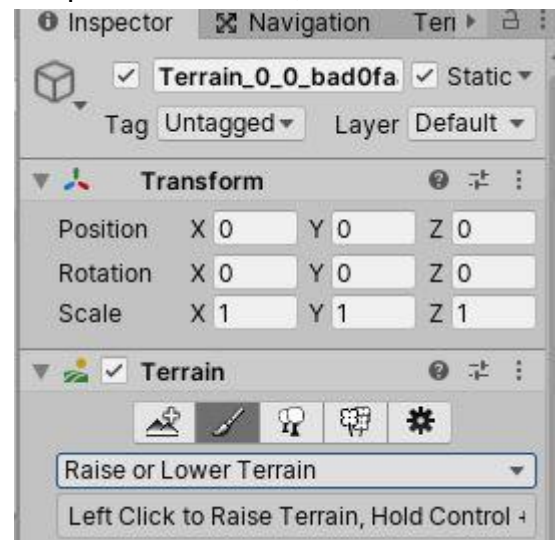 Inspector Navigation Terr
Terrain_0_0_bad0fa Static
Tag Untagged Layer Default
Transform
Position X 0 Y 0 Z 0
Rotation X 0 Y 0 Z 0
Scale X 1 Y 1 Z 1
Terrain
Raise or Lower Terrain
Left Click to Raise Terrain, Hold Control +